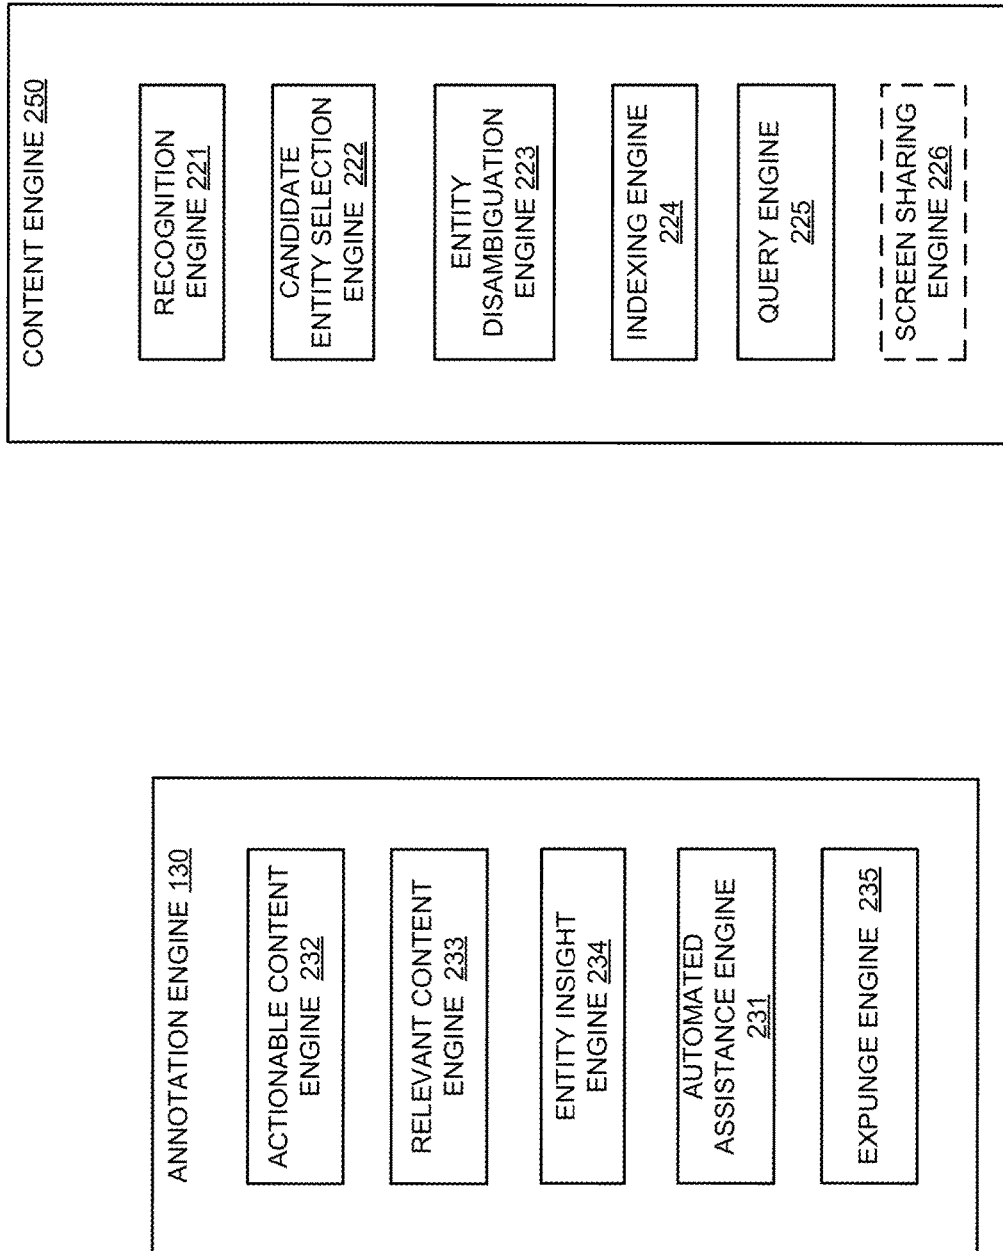 ANNOTATION ENGINE 130
ACTIONABLE CONTENT
ENGINE 232
RELEVANT CONTENT
ENGINE 233
ENTITY INSIGHT
ENGINE 234
AUTOMATED
ASSISTANCE ENGINE
231
EXPUNGE ENGINE 235
CONTENT ENGINE 250
RECOGNITION
ENGINE 221
CANDIDATE
ENTITY SELECTION
ENGINE 222
ENTITY
DISAMBIGUATION
ENGINE 223
INDEXING ENGINE
224
QUERY ENGINE
225
SCREEN SHARING
ENGINE 226